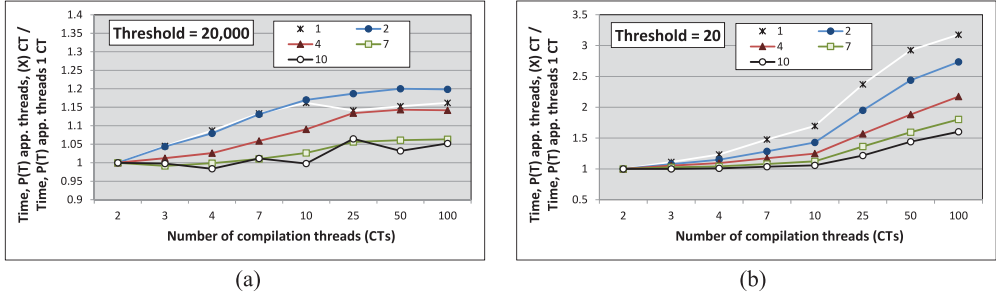 Time, P(T) app. threads, (X) CT /
Time, P(T) app. threads 1 CT
1.4
1.35
1.3
1.25
1.2
1.15
1.1
1.05
1
0.95
0.9
Threshold = 20,000
1 2
4 7
10
2 3 4 7 10 25 50 100
Number of compilation threads (CTs)
(a)
Time, P(T) app. threads, (X) CT /
Time, P(T) app. threads 1 CT
3.5
3
2.5
2
1.5
1
0.5
Threshold = 20
1 2
4 7
10
2 3 4 7 10 25 50 100
Number of compilation threads (CTs)
(b)